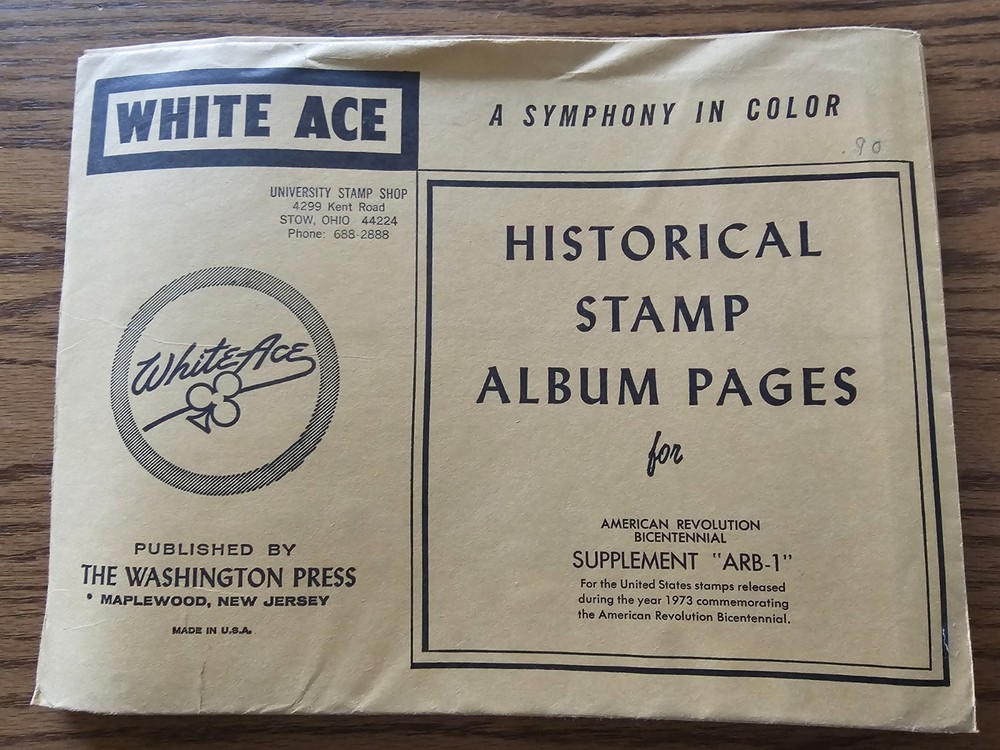 WHITE ACE
A SYMPHONY IN COLOR
.90
UNIVERSITY STAMP SHOP
4299 Kent Road
STOW, OHIO 44224
Phone: 688-2888
White Ace
PUBLISHED BY
THE WASHINGTON PRESS
MAPLEWOOD, NEW JERSEY
MADE IN U.S.A.
HISTORICAL
STAMP
ALBUM PAGES
for
AMERICAN REVOLUTION
BICENTENNIAL
SUPPLEMENT "ARB-1"
For the United States stamps released
during the year 1973 commemorating
the American Revolution Bicentennial.